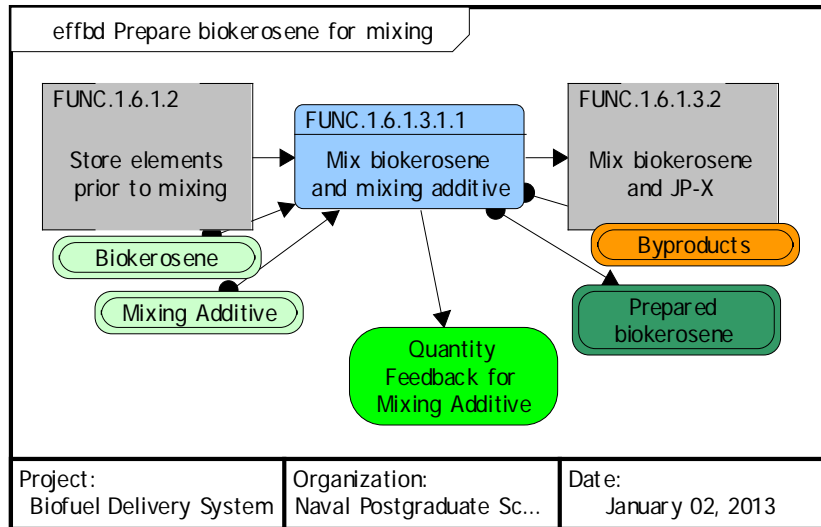 effbd Prepare biokerosene for mixing
FUNC.1.6.1.2
Store elements
prior to mixing
FUNC.1.6.1.3.1.1
Mix biokerosene
and mixing additive
FUNC.1.6.1.3.2
Mix biokerosene
and JP-X
Biokerosene
Mixing Additive
Byproducts
Prepared
biokerosene
Quantity
Feedback for
Mixing Additive
Project:
Biofuel Delivery System
Organization:
Naval Postgraduate Sc...
Date:
January 02, 2013